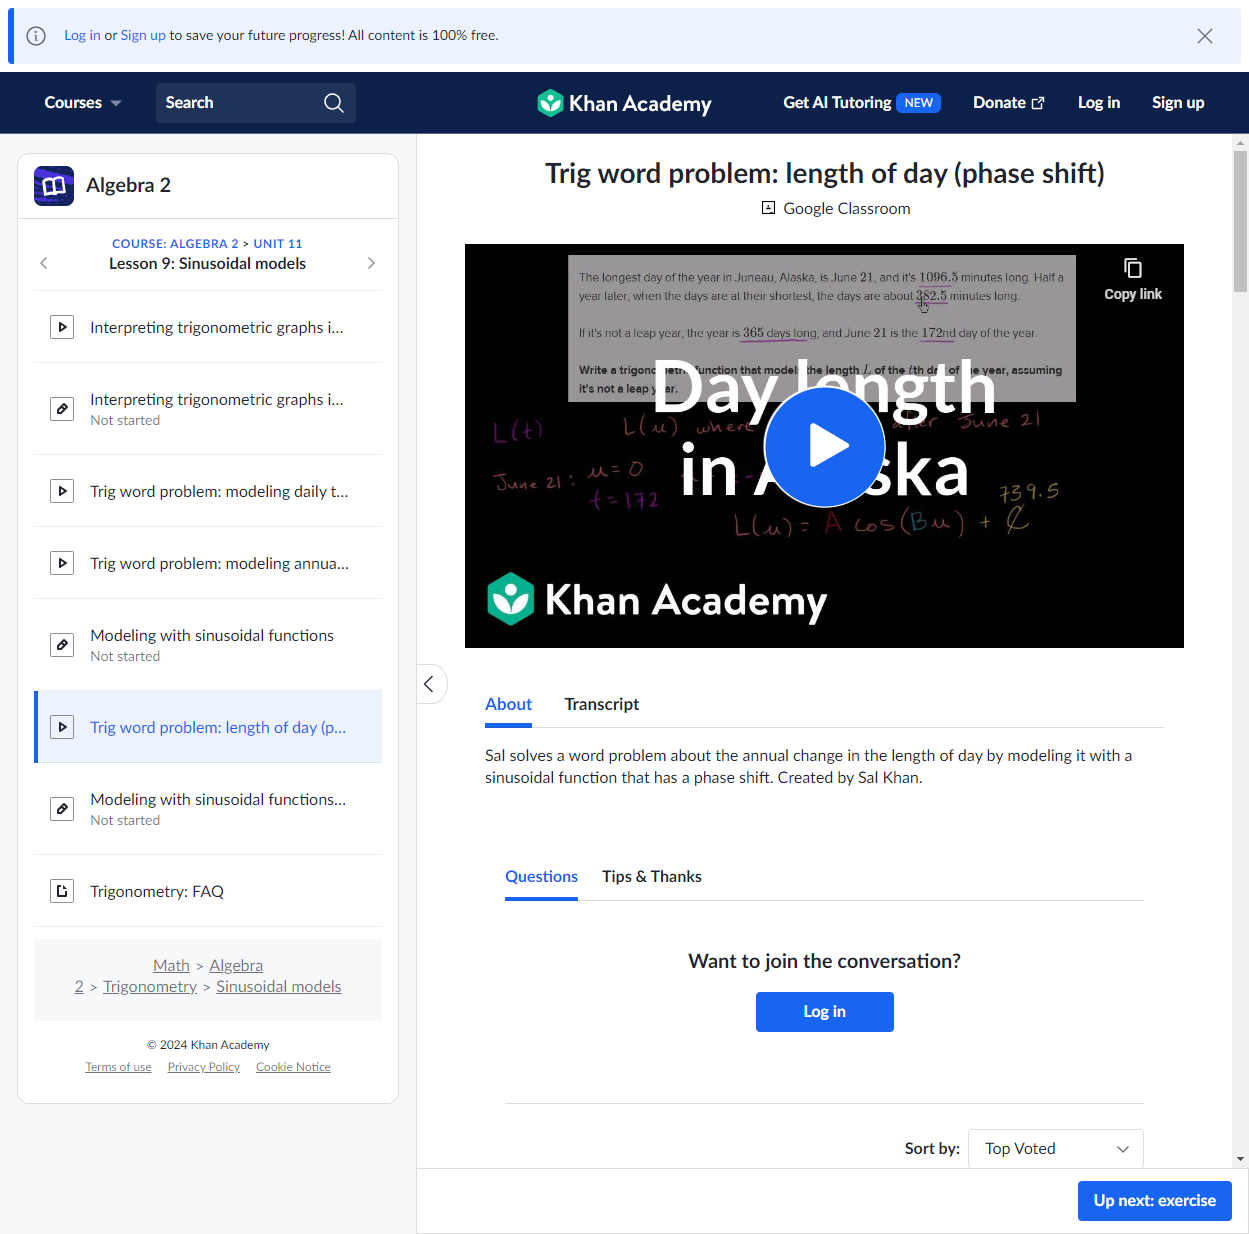 Log in or Sign up to save your future progress! All content is 100% free.
Courses
Search
Khan Academy
Get AI Tutoring NEW
Donate
Log in
Sign up
Algebra 2
COURSE: ALGEBRA 2 > UNIT 11
Lesson 9: Sinusoidal models
Interpreting trigonometric graphs i...
Interpreting trigonometric graphs i...
Not started
Trig word problem: modeling daily t...
Trig word problem: modeling annua...
Modeling with sinusoidal functions
Not started
Trig word problem: length of day (p...
Modeling with sinusoidal functions...
Not started
Trigonometry: FAQ
Math > Algebra
2 > Trigonometry > Sinusoidal models
© 2024 Khan Academy
Terms of use Privacy Policy Cookie Notice
Trig word problem: length of day (phase shift)
Google Classroom
The longest day of the year in Juneau, Alaska, is June 21, and it's 1096.5 minutes long. Half a
year later, when the days are at their shortest, the days are about 382.5 minutes long.
If it's not a leap year, the year is 365 days long, and June 21 is the 172nd day of the year.
Write a trigonometric function that models the length L of the tth day of the year, assuming
it's not a leap year.
Copy link
Day length
in Alaska
L(t)
L(u) where after June 21
June 21: u = 0
t = 172
739.5
L(u) = A cos(Bu) + C
Khan Academy
About
Transcript
Sal solves a word problem about the annual change in the length of day by modeling it with a
sinusoidal function that has a phase shift. Created by Sal Khan.
Questions
Tips & Thanks
Want to join the conversation?
Log in
Sort by:
Top Voted
Up next: exercise